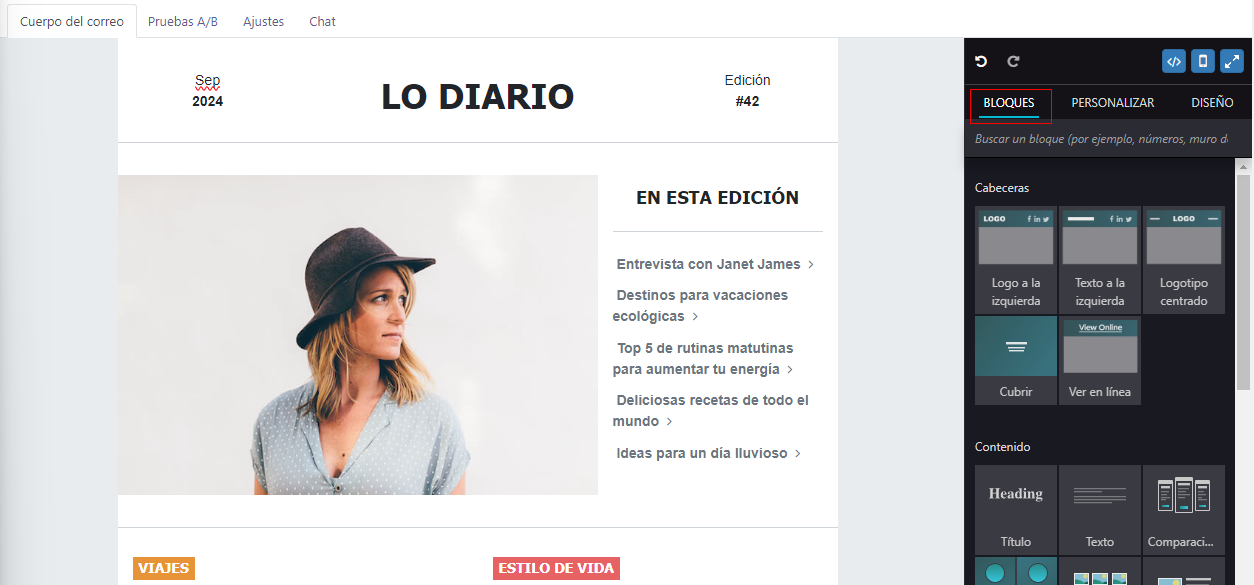 Cuerpo del correo
Pruebas A/B
Ajustes
Chat
Sep
2024
LO DIARIO
Edición
#42
EN ESTA EDICIÓN
Entrevista con Janet James
Destinos para vacaciones
ecológicas
Top 5 de rutinas matutinas
para aumentar tu energía
Deliciosas recetas de todo el
mundo
Ideas para un día lluvioso
VIAJES
ESTILO DE VIDA
BLOQUES
PERSONALIZAR
DISEÑO
Buscar un bloque (por ejemplo, números, muro d
Cabeceras
LOGO
f in
LOGO
Logo a la
izquierda
Texto a la
izquierda
Logotipo
centrado
View Online
Cubrir
Ver en línea
Contenido
Heading
Título
Texto
Comparaci...